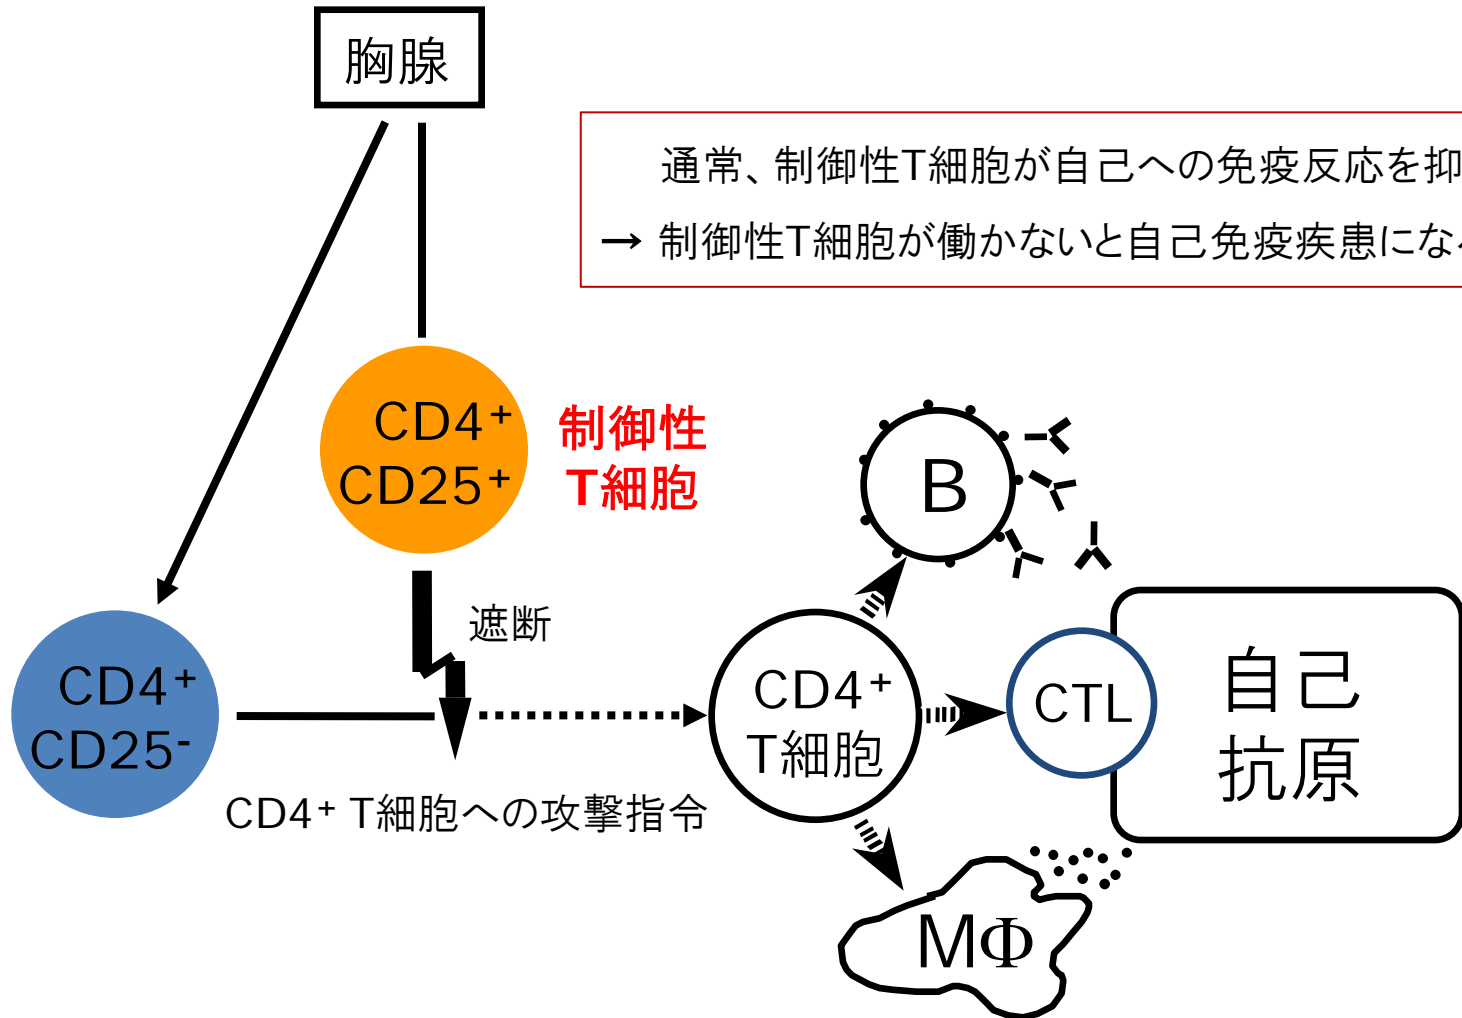 胸腺
通常、制御性T細胞が自己への免疫反応を抑
→ 制御性T細胞が働かないと自己免疫疾患にな
CD4⁺
CD25⁺
制御性
T細胞
B
遮断
CD4⁺
CD25⁻
CD4⁺
T細胞
CTL
自己
抗原
CD4⁺ T細胞への攻撃指令
MΦ